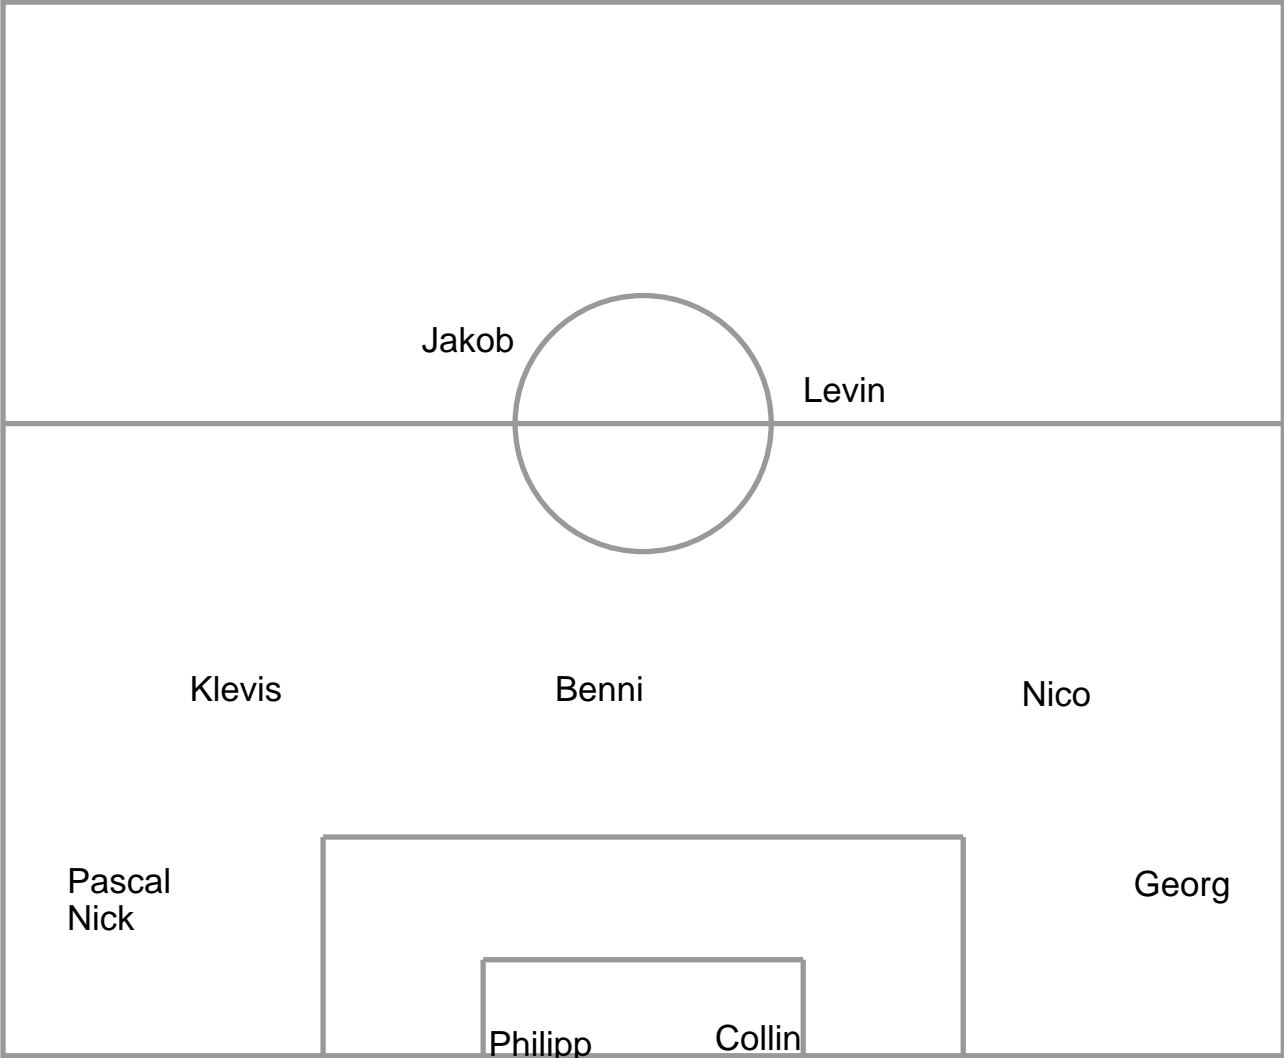 Jakob
Levin
Klevis
Benni
Nico
Pascal
Nick
Georg
Philipp
Collin